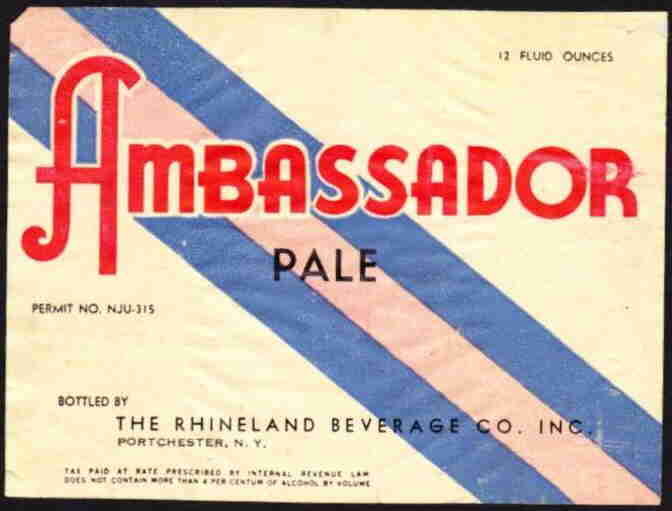 12 FLUID OUNCES
AMBASSADOR
PALE
PERMIT NO. NJU-315
BOTTLED BY
THE RHINELAND BEVERAGE CO. INC.
PORTCHESTER, N. Y.
TAX PAID AT RATE PRESCRIBED BY INTERNAL REVENUE LAW
DOES NOT CONTAIN MORE THAN 4 PER CENTUM OF ALCOHOL BY VOLUME